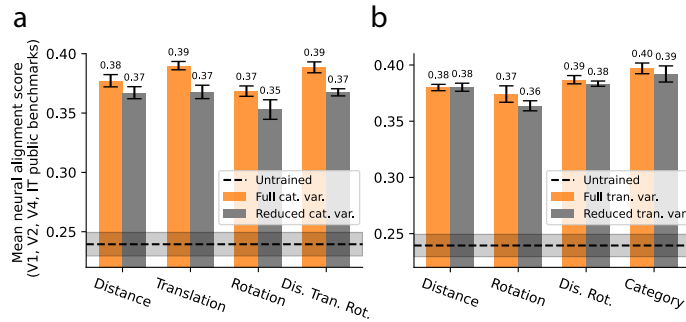 a
b
Mean neural alignment score
(V1, V2, V4, IT public benchmarks)
0.40
0.35
0.30
0.25
0.38
0.37
0.39
0.37
0.37
0.35
0.39
0.37
Untrained
Full cat. var.
Reduced cat. var.
Distance
Translation
Rotation
Dis. Tran. Rot.
0.40
0.35
0.30
0.25
0.38
0.38
0.37
0.36
0.39
0.38
0.40
0.39
Untrained
Full tran. var.
Reduced tran. var.
Distance
Rotation
Dis. Rot.
Category